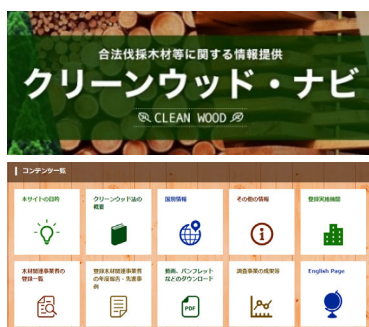 合法伐採木材等に関する情報提供
クリーンウッド・ナビ
CLEAN WOOD
コンテンツ一覧
本サイトの目的
クリーンウッド法の
概要
国別情報
その他の情報
登録実施機関
木材関連事業者の
登録一覧
登録木材関連事業者
の年度報告・先進事
例
動画、パンフレット
などのダウンロード
調査事業の成果等
English Page
PDF